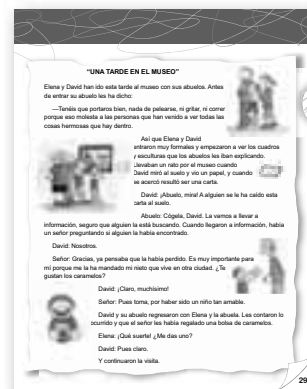 “UNA TARDE EN EL MUSEO”
Elena y David han ido esta tarde al museo con sus abuelos. Antes
de entrar su abuelo les ha dicho:
—Tenéis que portaros bien, nada de pelearse, ni gritar, ni correr
porque eso molesta a las personas que han venido a ver todas las
cosas hermosas que hay dentro.
Así que Elena y David
entraron muy formales y empezaron a ver los cuadros
y esculturas que los abuelos les iban explicando.
Llevaban un rato por el museo cuando
David miró al suelo y vio un papel, y cuando
se acercó resultó ser una carta.
David: ¡Abuelo, mira! A alguien se le ha caído esta
carta al suelo.
Abuelo: Cógela, David. La vamos a llevar a
información, seguro que alguien la está buscando. Cuando llegaron a información, había
un señor preguntando si alguien la había encontrado.
David: Nosotros.
Señor: Gracias, ya pensaba que la había perdido. Es muy importante para
mí porque me la ha mandado mi nieto que vive en otra ciudad. ¿Te
gustan los caramelos?
David: ¡Claro, muchísimo!
Señor: Pues toma, por haber sido un niño tan amable.
David y su abuelo regresaron con Elena y la abuela. Les contaron lo
ocurrido y que el señor les había regalado una bolsa de caramelos.
Elena: ¡Qué suerte! ¿Me das uno?
David: Pues claro.
Y continuaron la visita.
29